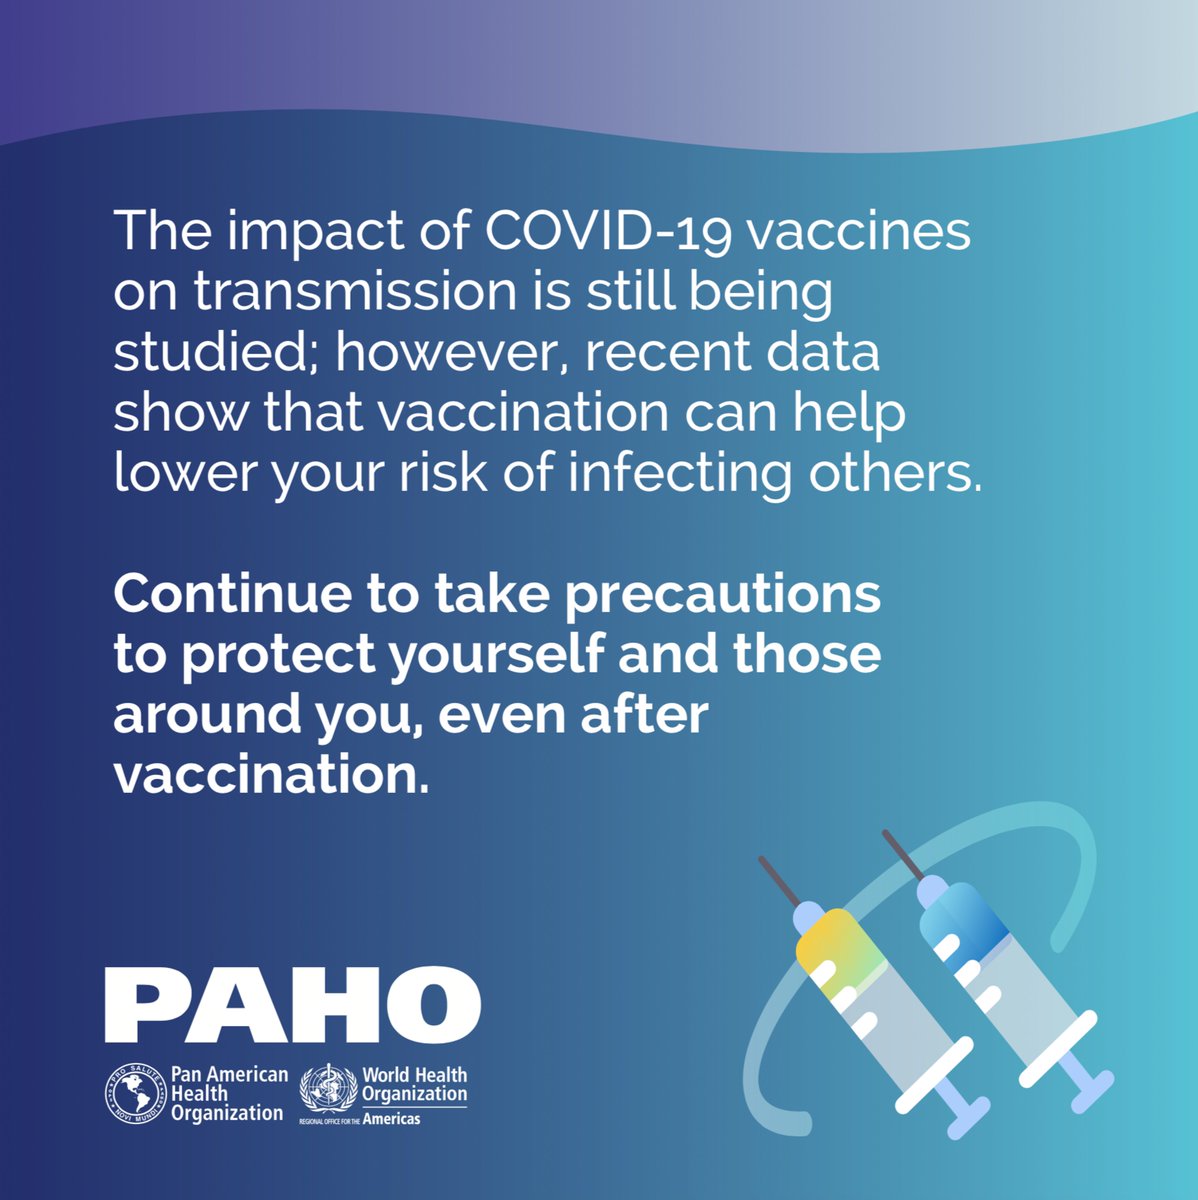 The impact of COVID-19 vaccines
on transmission is still being
studied; however, recent data
show that vaccination can help
lower your risk of infecting others.
Continue to take precautions
to protect yourself and those
around you, even after
vaccination.
PAHO
PRO SALUTE
NOVI MUNDI
Pan American
Health
Organization
World Health
Organization
REGIONAL OFFICE FOR THE Americas